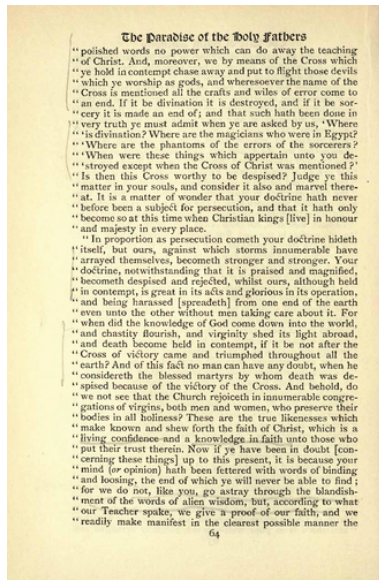 The Paradise of the Holy Fathers
“ polished words no power which can do away the teaching
“ of Christ. And, moreover, we by means of the Cross which
“ ye hold in contempt chase away and put to flight those devils
“ which ye worship as gods, and wheresoever the name of the
“ Cross is mentioned all the crafts and wiles of error come to
“ an end. If it be divination it is destroyed, and if it be sor-
“ cery it is made an end of; and that such hath been done in
“ very truth ye must admit when ye are asked by us, ‘Where
“ ‘is divination? Where are the magicians who were in Egypt?
“ ‘Where are the phantoms of the errors of the sorcerers?
“ ‘When were these things which appertain unto you de-
“ ‘stroyed except when the Cross of Christ was mentioned?’
“ Is then this Cross worthy to be despised? Judge ye this
“ matter in your souls, and consider it also and marvel there-
“ at. It is a matter of wonder that your doctrine hath never
“ before been a subject for persecution, and that it hath only
“ become so at this time when Christian kings [live] in honour
“ and majesty in every place.
“ In proportion as persecution cometh your doctrine hideth
“ itself, but ours, against which storms innumerable have
“ arrayed themselves, becometh stronger and stronger. Your
“ doctrine, notwithstanding that it is praised and magnified,
“ becometh despised and rejected, whilst ours, although held
“ in contempt, is great in its acts and glorious in its operation,
“ and being harassed [spreadeth] from one end of the earth
“ even unto the other without men taking care about it. For
“ when did the knowledge of God come down into the world,
“ and chastity flourish, and virginity shed its light abroad,
“ and death become held in contempt, if it be not after the
“ Cross of victory came and triumphed throughout all the
“ earth? And of this fact no man can have any doubt, when he
“ considereth the blessed martyrs by whom death was de-
“ spised because of the victory of the Cross. And behold, do
“ we not see that the Church rejoiceth in innumerable congre-
“ gations of virgins, both men and women, who preserve their
“ bodies in all holiness? These are the true likenesses which
“ make known and shew forth the faith of Christ, which is a
“ living confidence and a knowledge in faith unto those who
“ put their trust therein. Now if ye have been in doubt [con-
“ cerning these things] up to this present, it is because your
“ mind (or opinion) hath been fettered with words of binding
“ and loosing, the end of which ye will never be able to find;
“ for we do not, like you, go astray through the blandish-
“ ment of the words of alien wisdom, but, according to what
“ our Teacher spake, we give a proof of our faith, and we
“ readily make manifest in the clearest possible manner the
64